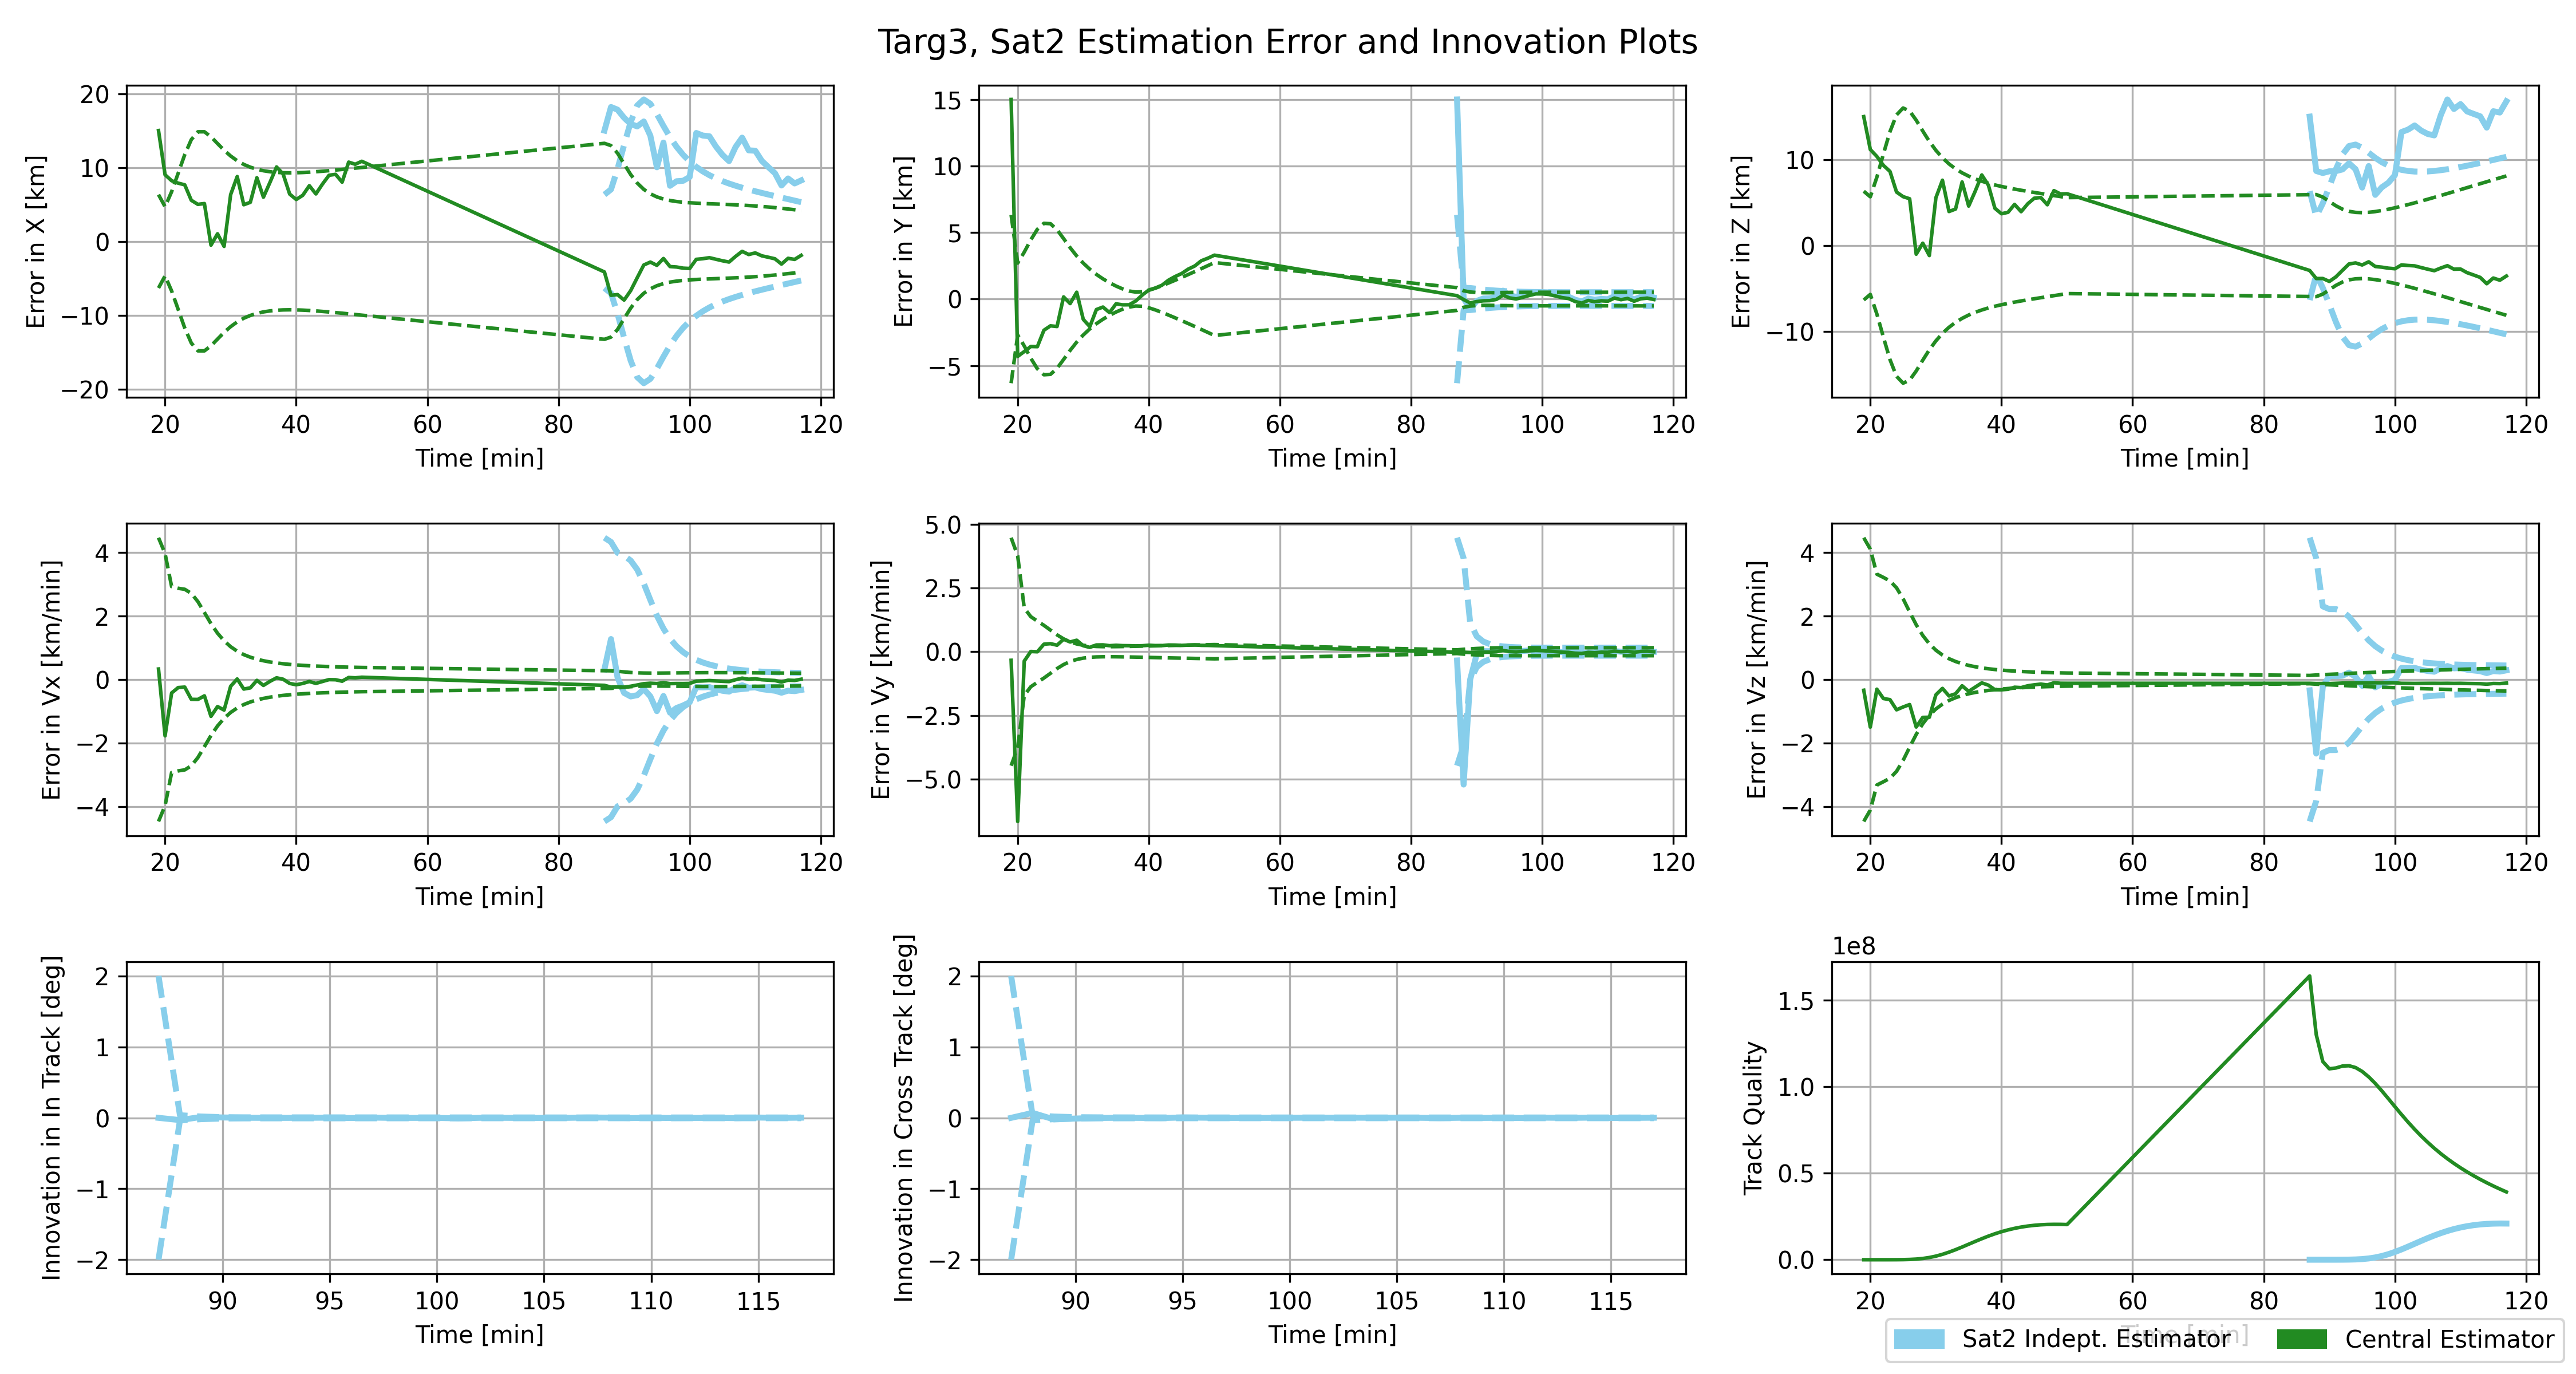 Targ3, Sat2 Estimation Error and Innovation Plots
20
10
0
−10
−20
Error in X [km]
20 40 60 80 100 120
Time [min]
15
10
5
0
−5
Error in Y [km]
20 40 60 80 100 120
Time [min]
10
0
−10
Error in Z [km]
20 40 60 80 100 120
Time [min]
4
2
0
−2
−4
Error in Vx [km/min]
20 40 60 80 100 120
Time [min]
5.0
2.5
0.0
−2.5
−5.0
Error in Vy [km/min]
20 40 60 80 100 120
Time [min]
4
2
0
−2
−4
Error in Vz [km/min]
20 40 60 80 100 120
Time [min]
2
1
0
−1
−2
Innovation in In Track [deg]
90 95 100 105 110 115
Time [min]
2
1
0
−1
−2
Innovation in Cross Track [deg]
90 95 100 105 110 115
Time [min]
1e8
1.5
1.0
0.5
0.0
Track Quality
20 40 60 80 100 120
Time [min]
Sat2 Indept. Estimator
Central Estimator